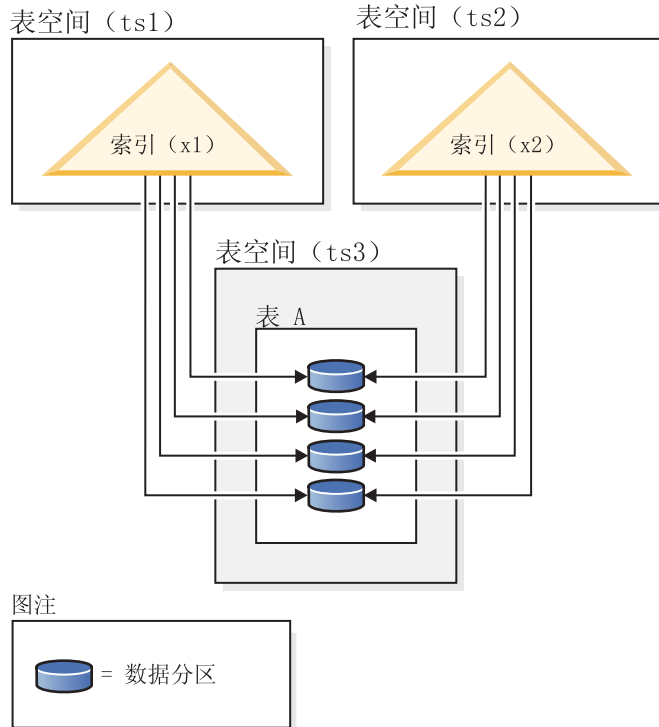 表空间（ts1）
表空间（ts2）
索引（x1）
索引（x2）
表空间（ts3）
表 A
图注
= 数据分区